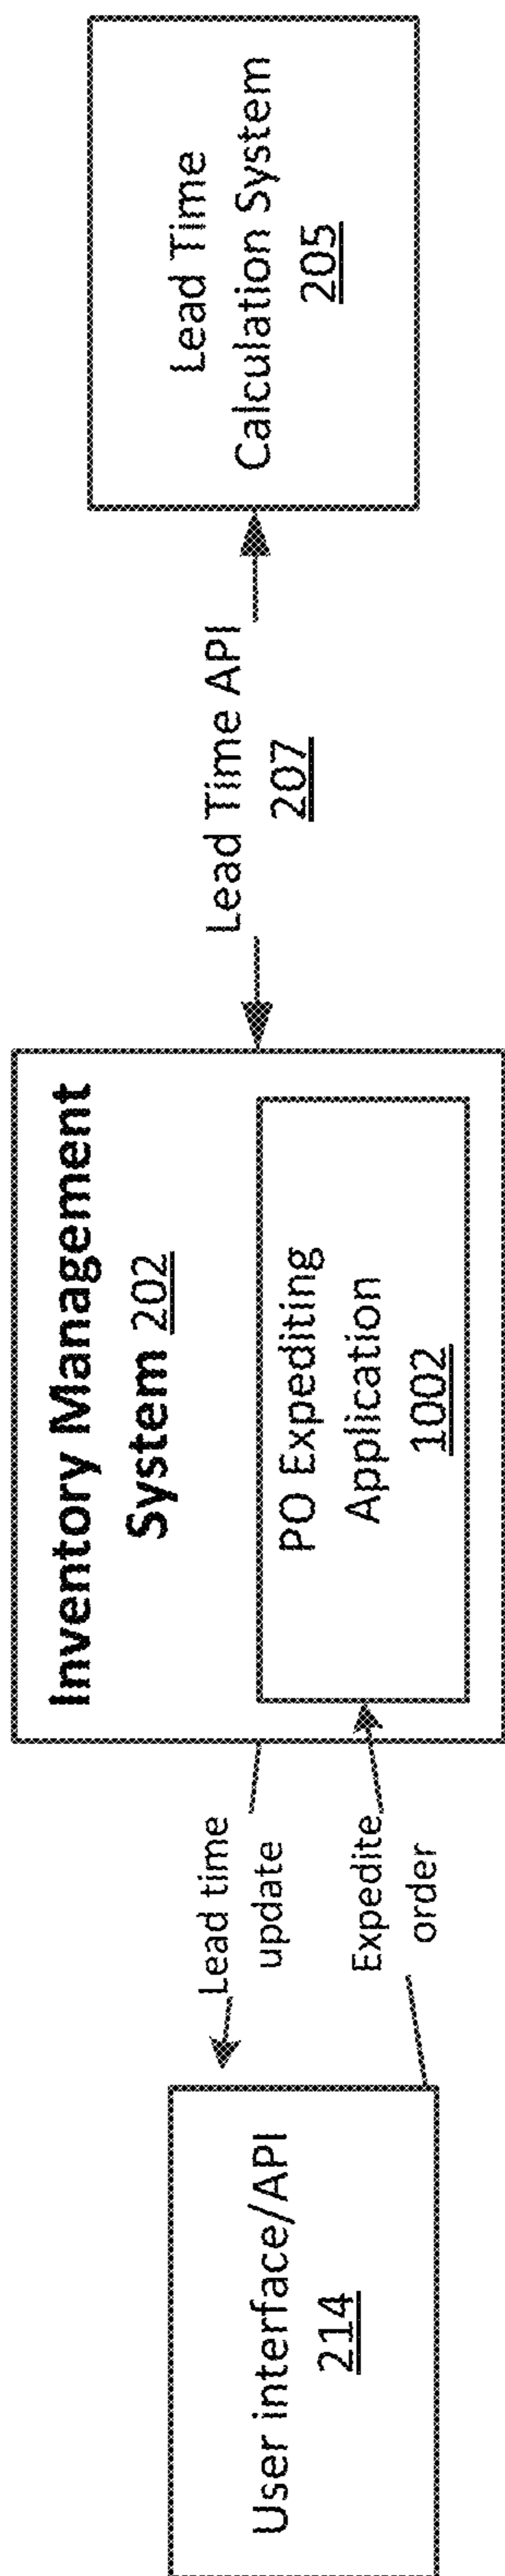 User interface/API
214
Lead time
update
Expedite
order
Inventory Management
System 202
PO Expediting
Application
1002
Lead Time API
207
Lead Time
Calculation System
205